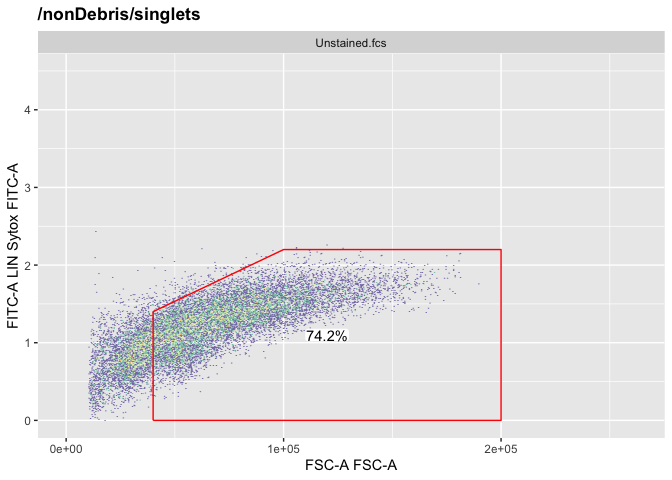 /nonDebris/singlets
Unstained.fcs
FITC-A LIN Sytox FITC-A
4
3
2
1
0
74.2%
0e+00
1e+05
2e+05
FSC-A FSC-A